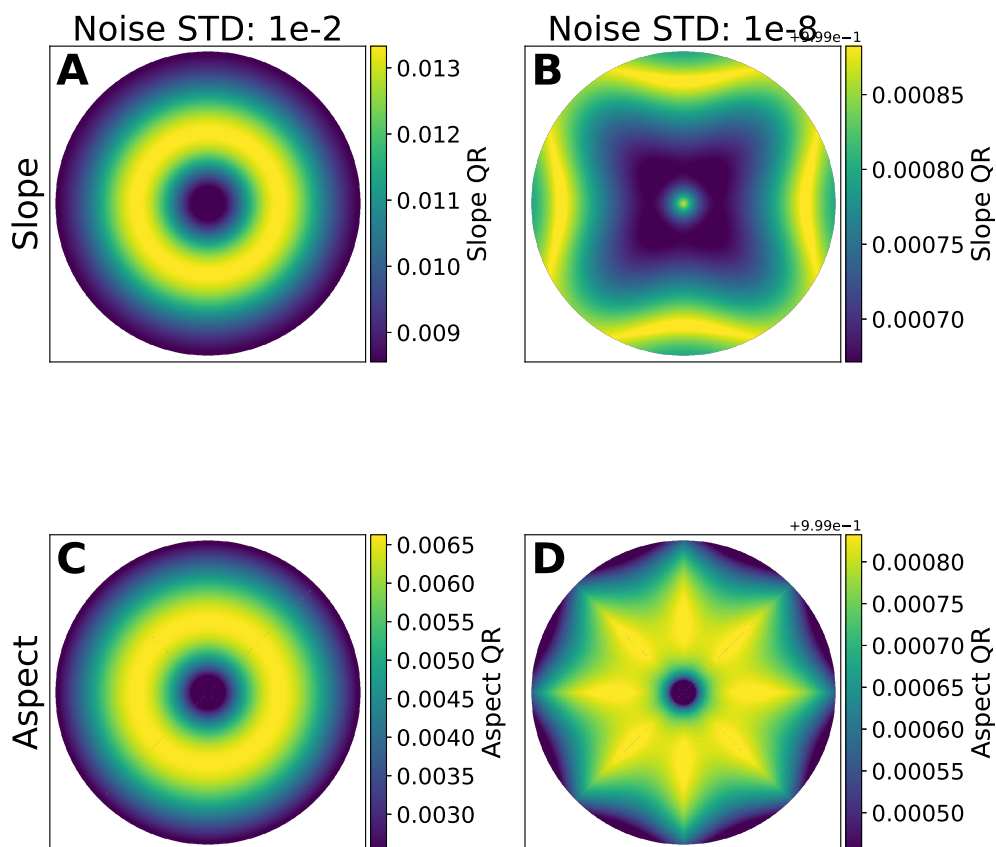 Noise STD: 1e-2
Noise STD: 1e-8
+9.99e−1
A
B
Slope
0.013
0.012
0.011
0.010
0.009
Slope QR
0.00085
0.00080
0.00075
0.00070
Slope QR
+9.99e−1
C
D
Aspect
0.0065
0.0060
0.0055
0.0050
0.0045
0.0040
0.0035
0.0030
Aspect QR
0.00080
0.00075
0.00070
0.00065
0.00060
0.00055
0.00050
Aspect QR